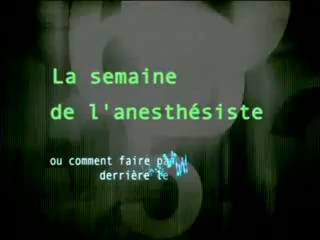 La semaine
de l'anesthésiste
ou comment faire
derrière le